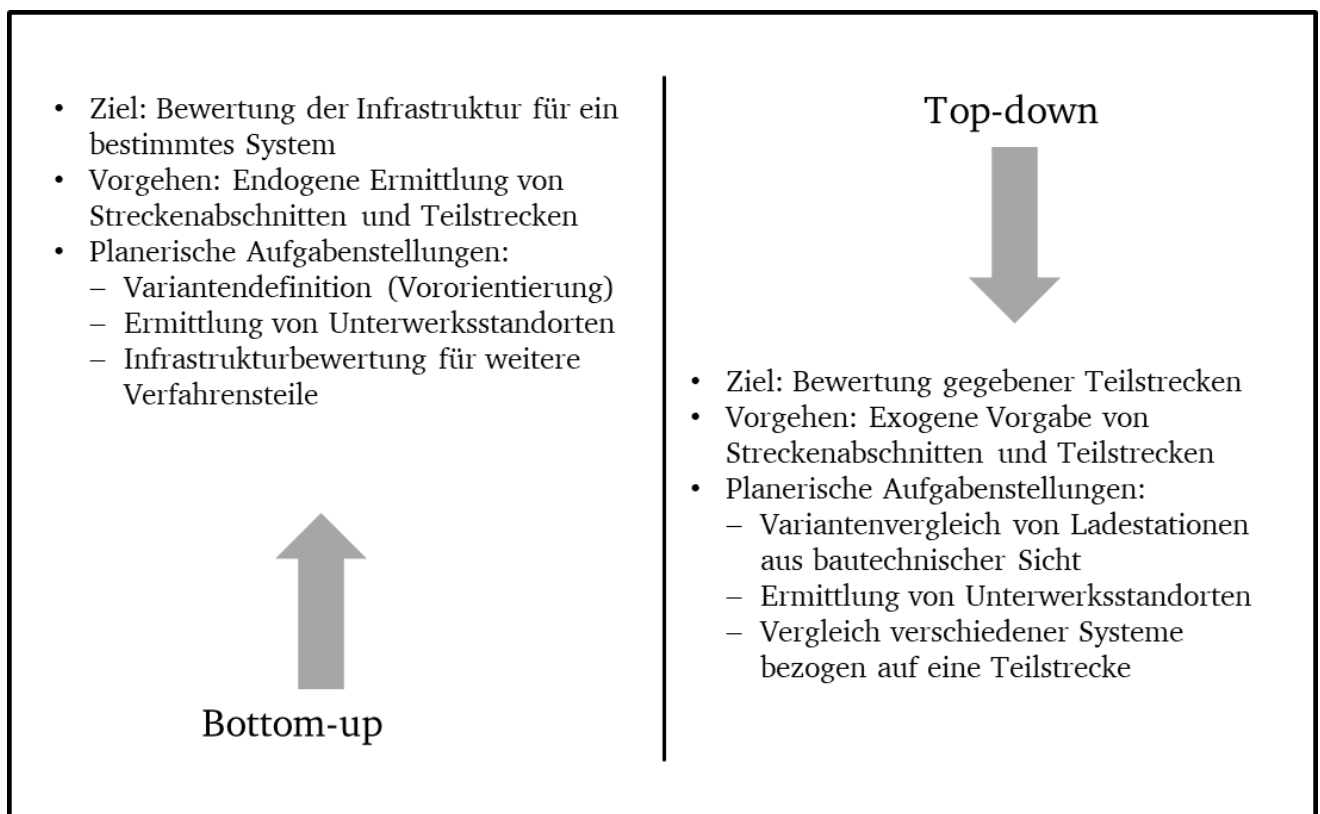 • Ziel: Bewertung der Infrastruktur für ein
bestimmtes System
• Vorgehen: Endogene Ermittlung von
Streckenabschnitten und Teilstrecken
• Planerische Aufgabenstellungen:
– Variantendefinition (Vororientierung)
– Ermittlung von Unterwerksstandorten
– Infrastrukturbewertung für weitere
Verfahrensteile
Bottom-up
Top-down
• Ziel: Bewertung gegebener Teilstrecken
• Vorgehen: Exogene Vorgabe von
Streckenabschnitten und Teilstrecken
• Planerische Aufgabenstellungen:
– Variantenvergleich von Ladestationen
aus bautechnischer Sicht
– Ermittlung von Unterwerksstandorten
– Vergleich verschiedener Systeme
bezogen auf eine Teilstrecke